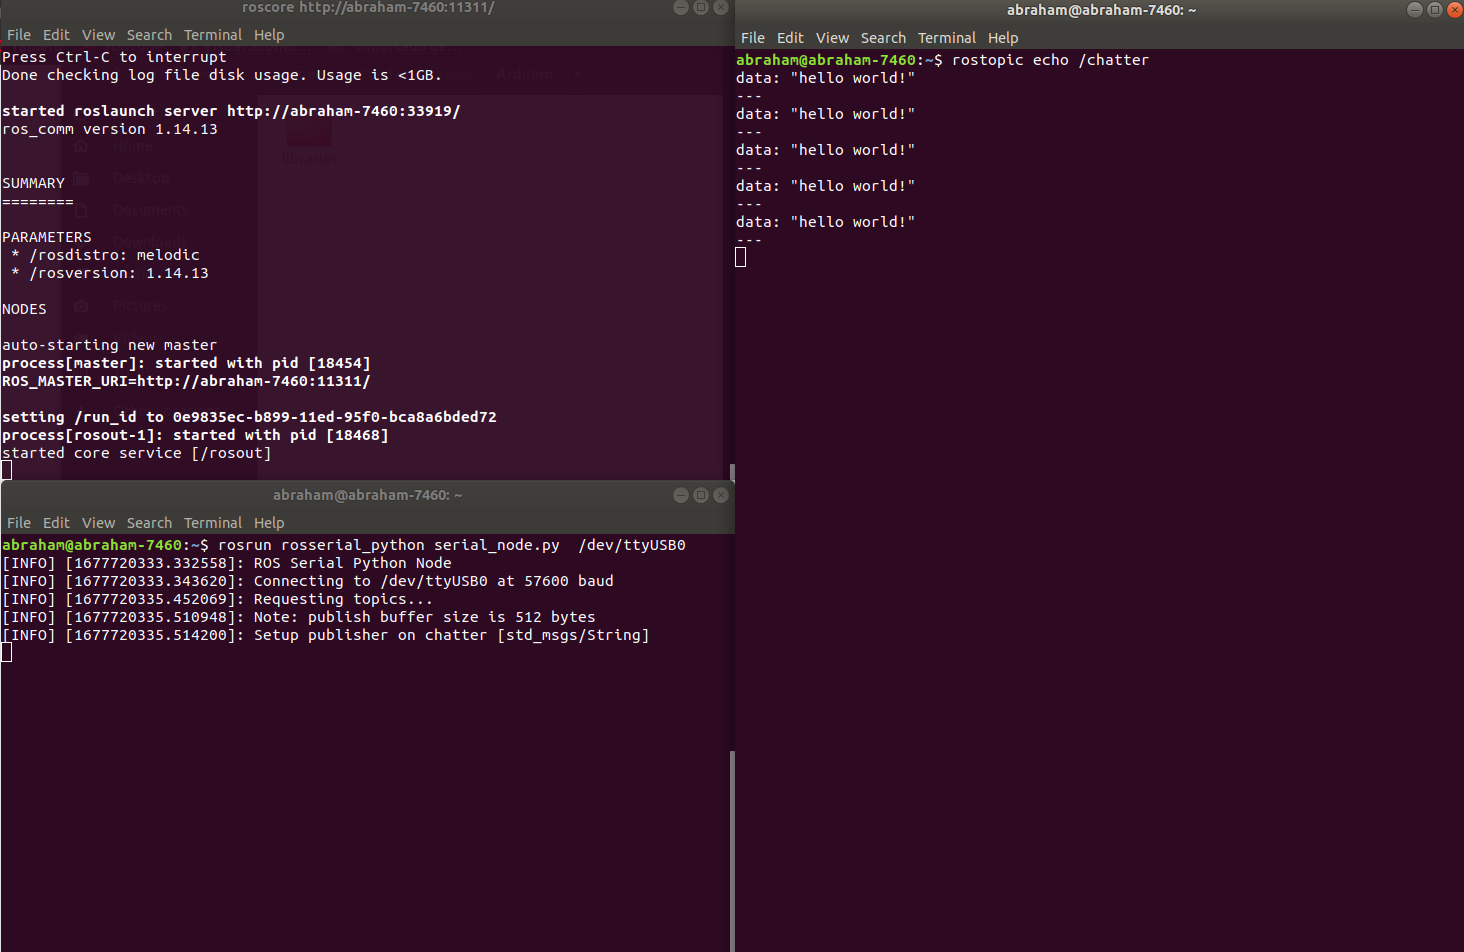 roscore http://abraham-7460:11311/
File Edit View Search Terminal Help
Press Ctrl-C to interrupt
Done checking log file disk usage. Usage is <1GB.
started roslaunch server http://abraham-7460:33919/
ros_comm version 1.14.13
SUMMARY
========
PARAMETERS
* /rosdistro: melodic
* /rosversion: 1.14.13
NODES
auto-starting new master
process[master]: started with pid [18454]
ROS_MASTER_URI=http://abraham-7460:11311/
setting /run_id to 0e9835ec-b899-11ed-95f0-bca8a6bded72
process[rosout-1]: started with pid [18468]
started core service [/rosout]
Arduino
Home
libraries
Desktop
Documents
Pictures
abraham@abraham-7460: ~
File Edit View Search Terminal Help
abraham@abraham-7460:~$ rosrun rosserial_python serial_node.py  /dev/ttyUSB0
[INFO] [1677720333.332558]: ROS Serial Python Node
[INFO] [1677720333.343620]: Connecting to /dev/ttyUSB0 at 57600 baud
[INFO] [1677720335.452069]: Requesting topics...
[INFO] [1677720335.510948]: Note: publish buffer size is 512 bytes
[INFO] [1677720335.514200]: Setup publisher on chatter [std_msgs/String]
abraham@abraham-7460: ~
File Edit View Search Terminal Help
abraham@abraham-7460:~$ rostopic echo /chatter
data: "hello world!"
---
data: "hello world!"
---
data: "hello world!"
---
data: "hello world!"
---
data: "hello world!"
---